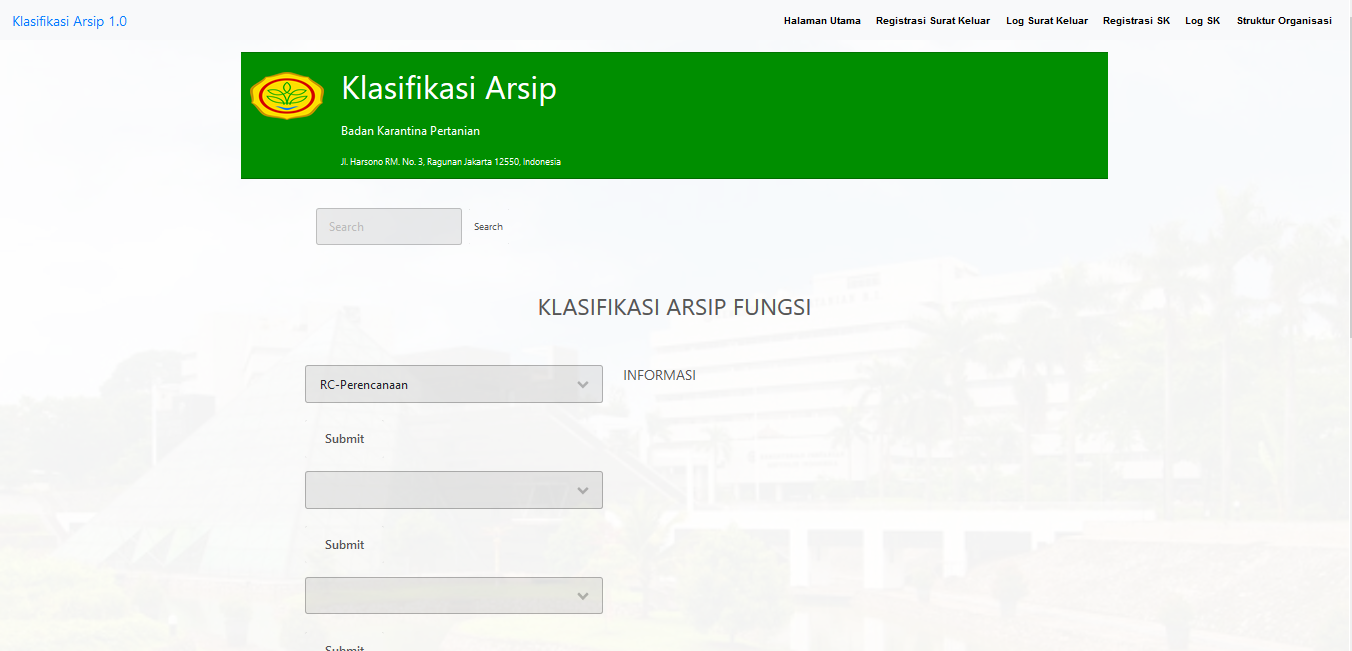 Klasifikasi Arsip 1.0
Halaman Utama Registrasi Surat Keluar Log Surat Keluar Registrasi SK Log SK Struktur Organisasi
Klasifikasi Arsip
Badan Karantina Pertanian
Jl. Harsono RM. No. 3, Ragunan Jakarta 12550, Indonesia
Search Search
KLASIFIKASI ARSIP FUNGSI
RC-Perencanaan
INFORMASI
Submit
Submit
Submit